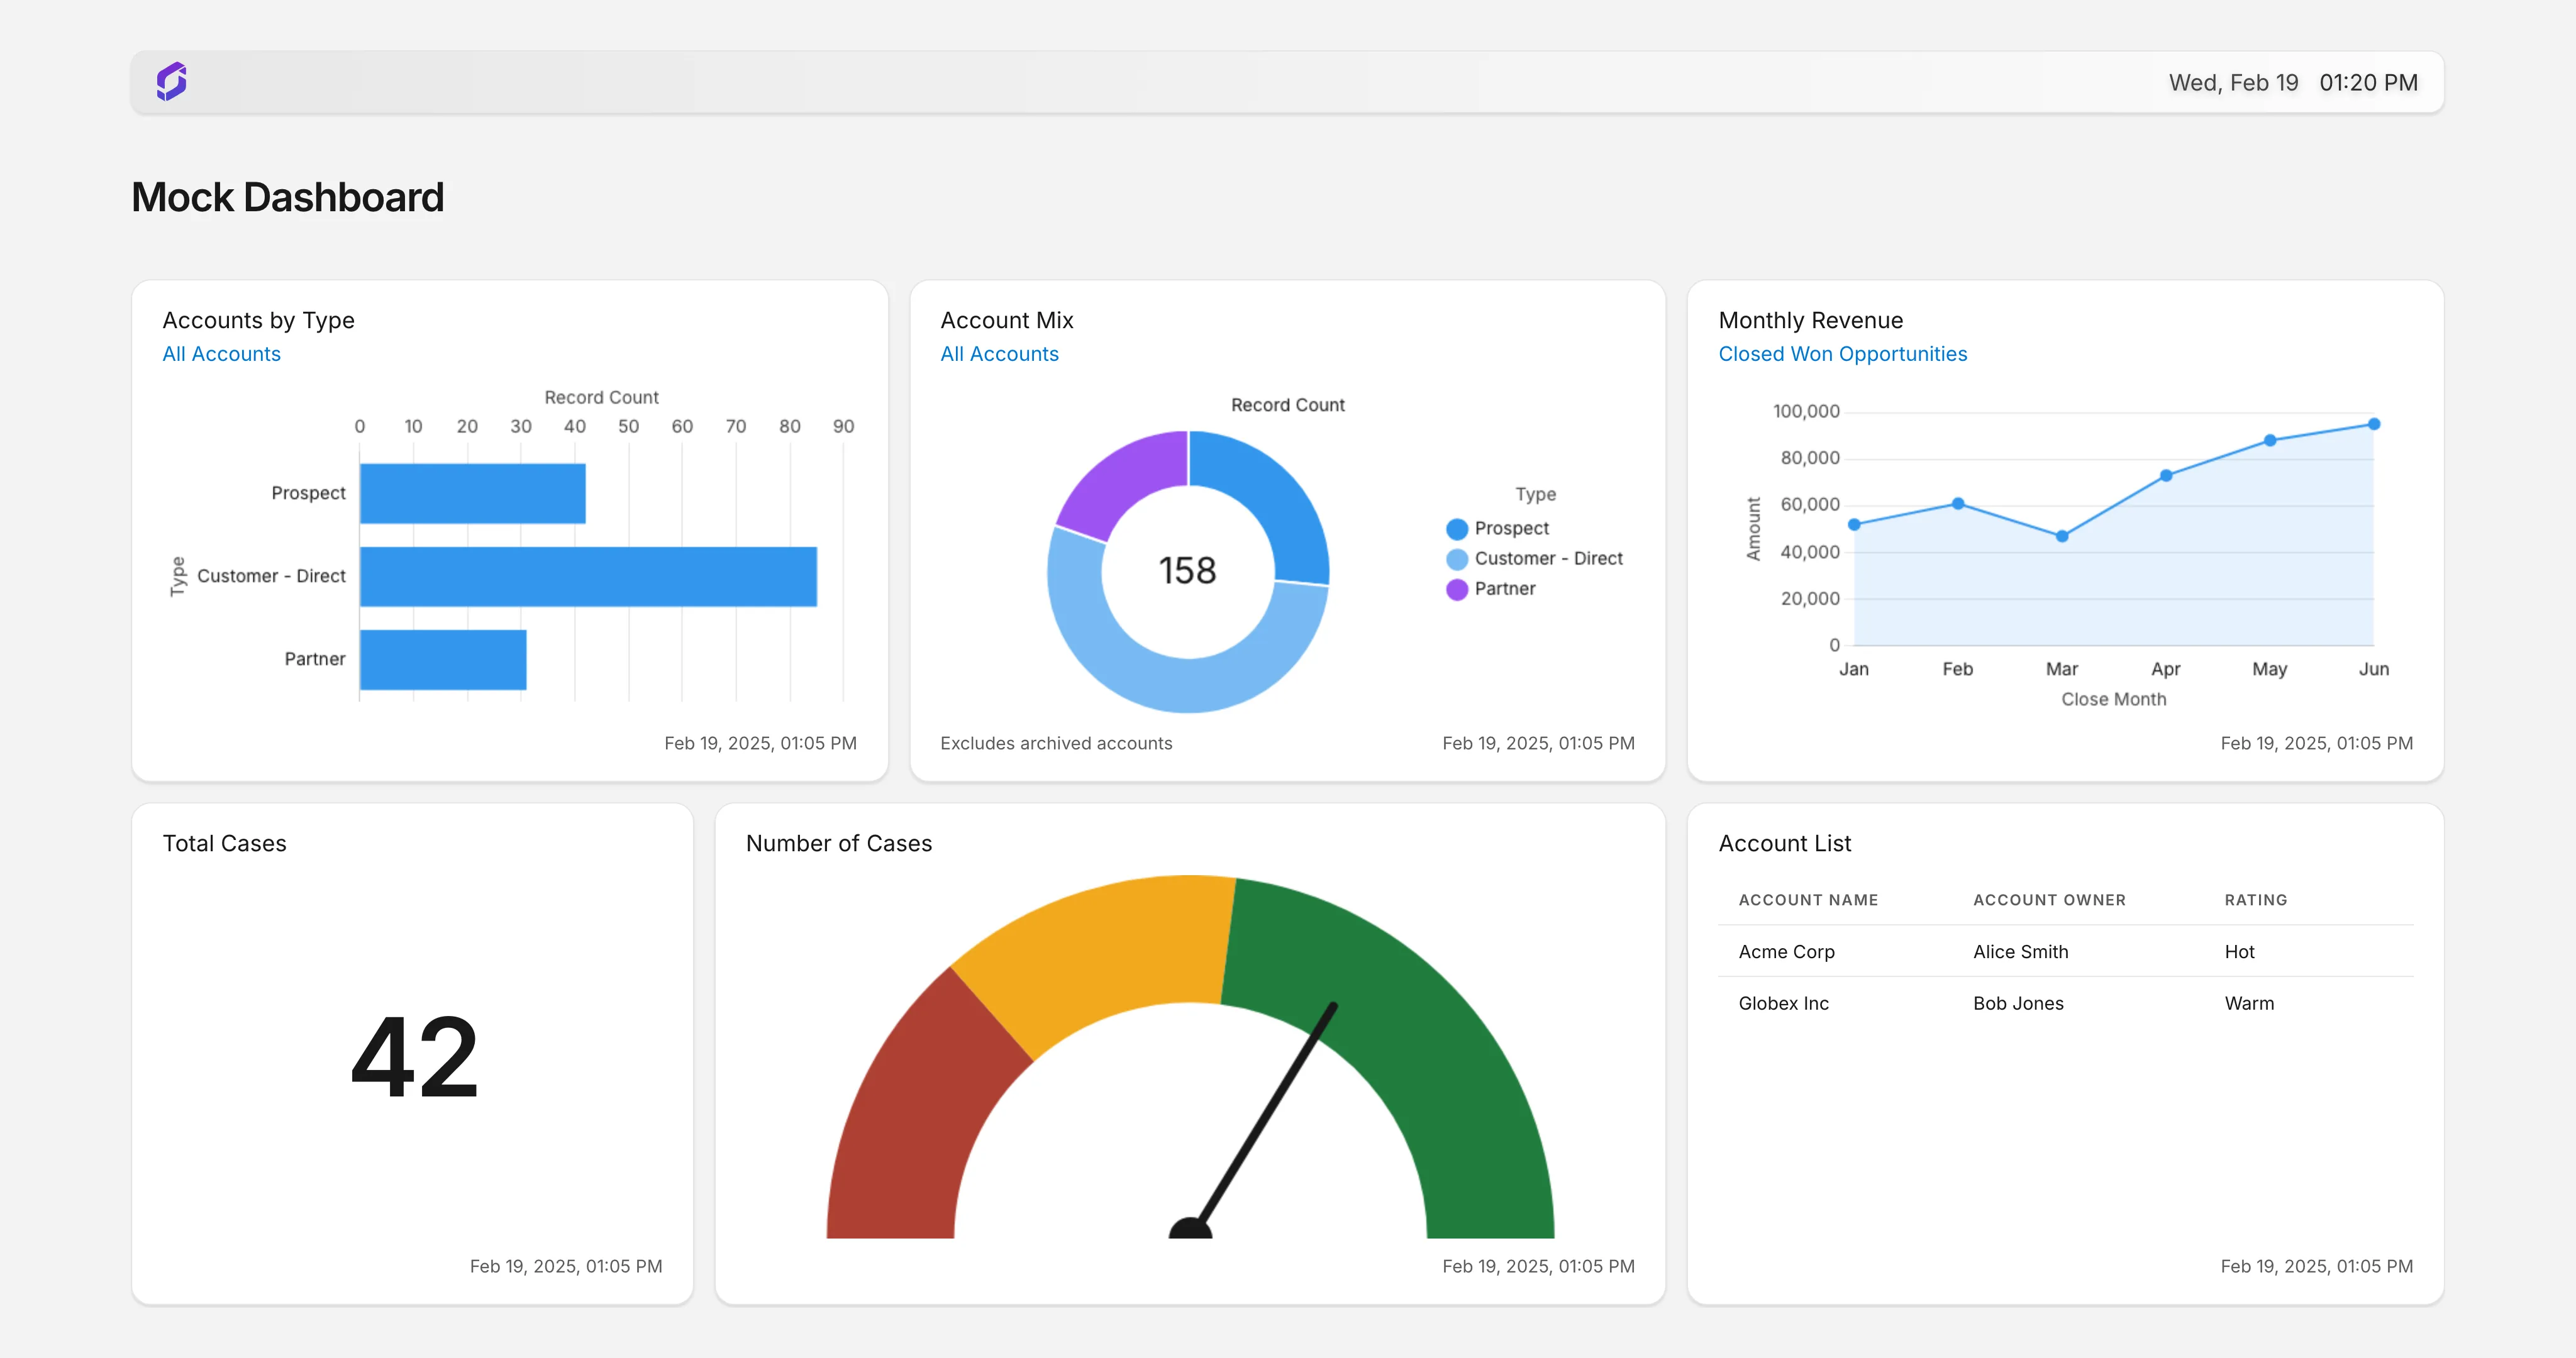 Wed, Feb 19 01:20 PM
Mock Dashboard
Accounts by Type
All Accounts
Record Count
0 10 20 30 40 50 60 70 80 90
Type
Prospect
Customer - Direct
Partner
Feb 19, 2025, 01:05 PM
Account Mix
All Accounts
Record Count
158
Type
Prospect
Customer - Direct
Partner
Excludes archived accounts
Feb 19, 2025, 01:05 PM
Monthly Revenue
Closed Won Opportunities
Amount
100,000
80,000
60,000
40,000
20,000
0
Jan Feb Mar Apr May Jun
Close Month
Feb 19, 2025, 01:05 PM
Total Cases
42
Feb 19, 2025, 01:05 PM
Number of Cases
Feb 19, 2025, 01:05 PM
Account List
ACCOUNT NAME ACCOUNT OWNER RATING
Acme Corp Alice Smith Hot
Globex Inc Bob Jones Warm
Feb 19, 2025, 01:05 PM